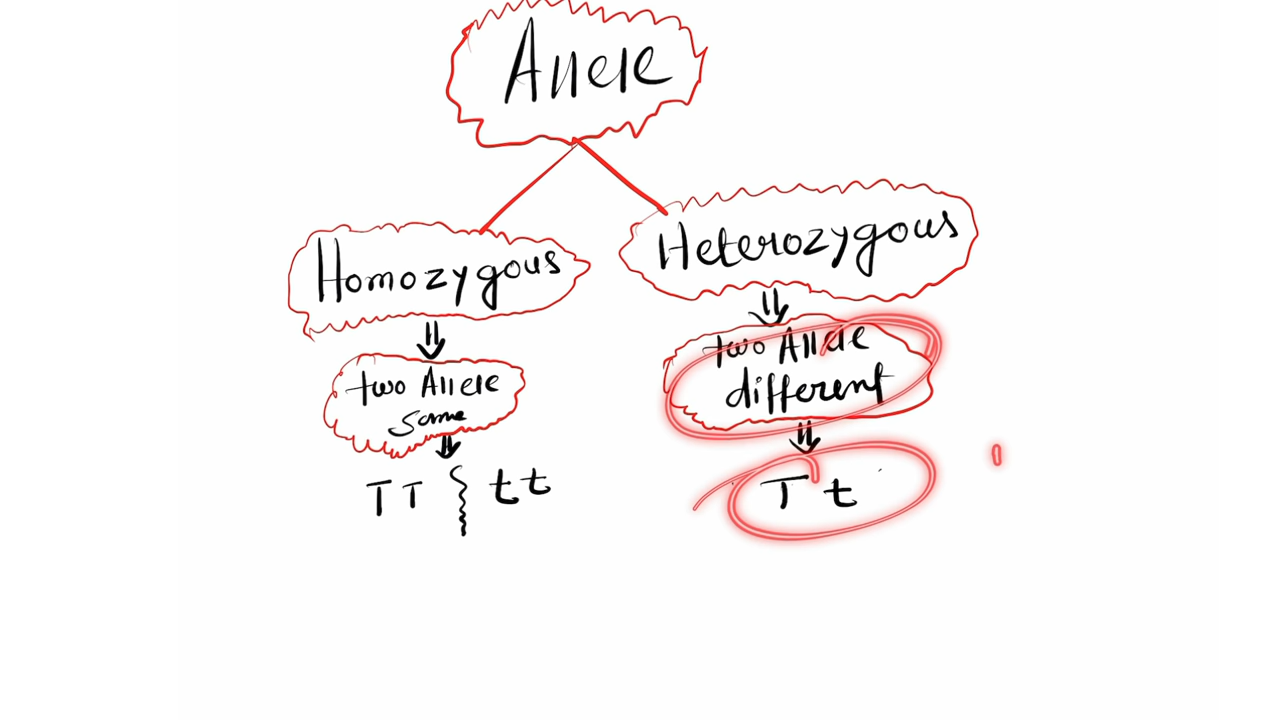 Allele
Homozygous
Heterozygous
two Allele
same
two Allele
different
TT tt
Tt